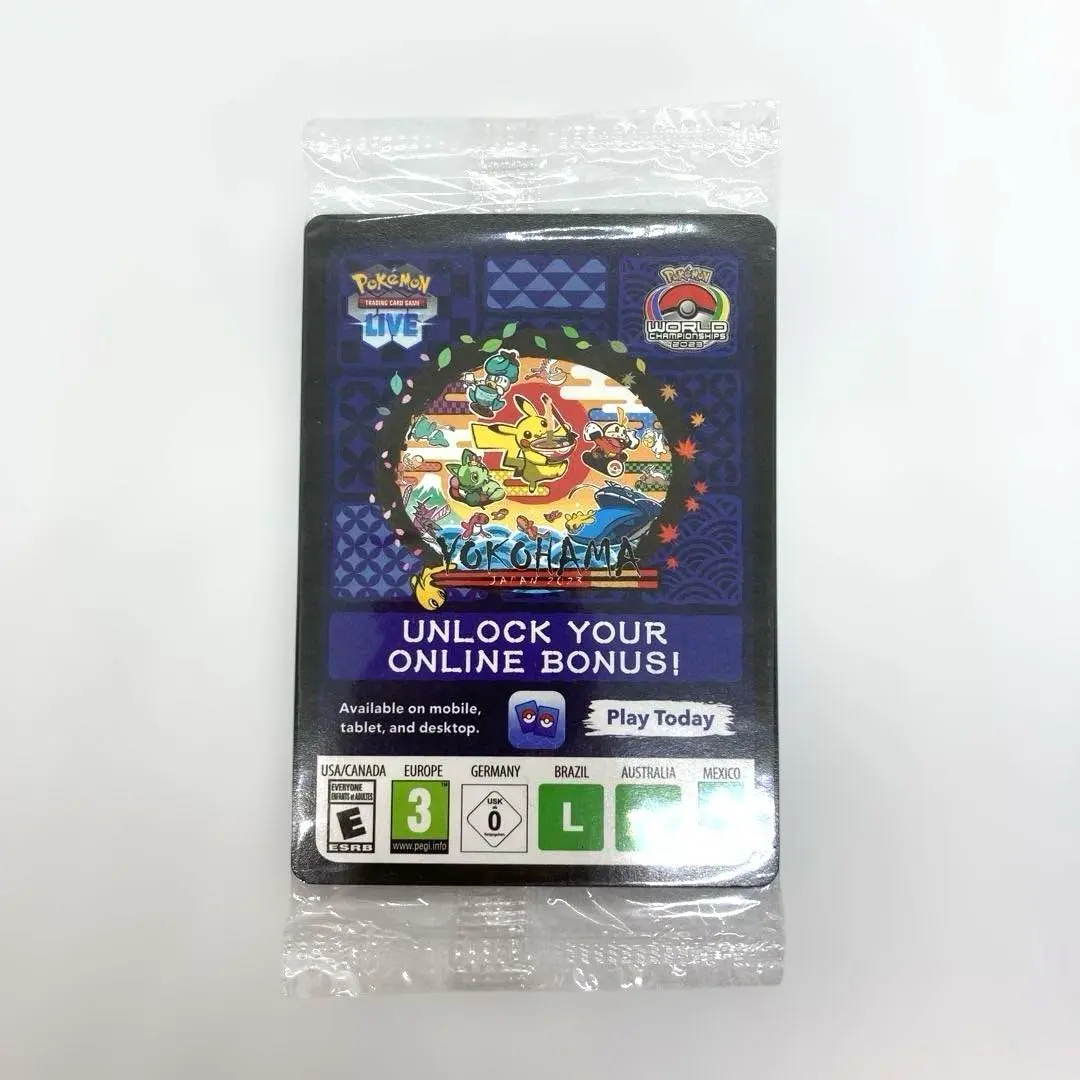 Pokémon
TRADING CARD GAME
LIVE
Pokémon
WORLD
CHAMPIONSHIPS
2023
YOKOHAMA
JAPAN 2023
UNLOCK YOUR
ONLINE BONUS!
Available on mobile,
tablet, and desktop.
Play Today
USA/CANADA EUROPE GERMANY BRAZIL AUSTRALIA MEXICO
EVERYONE
ENFANTS et ADULTES
E
ESRB
3
www.pegi.info
USK
ab
0
freigegeben
L